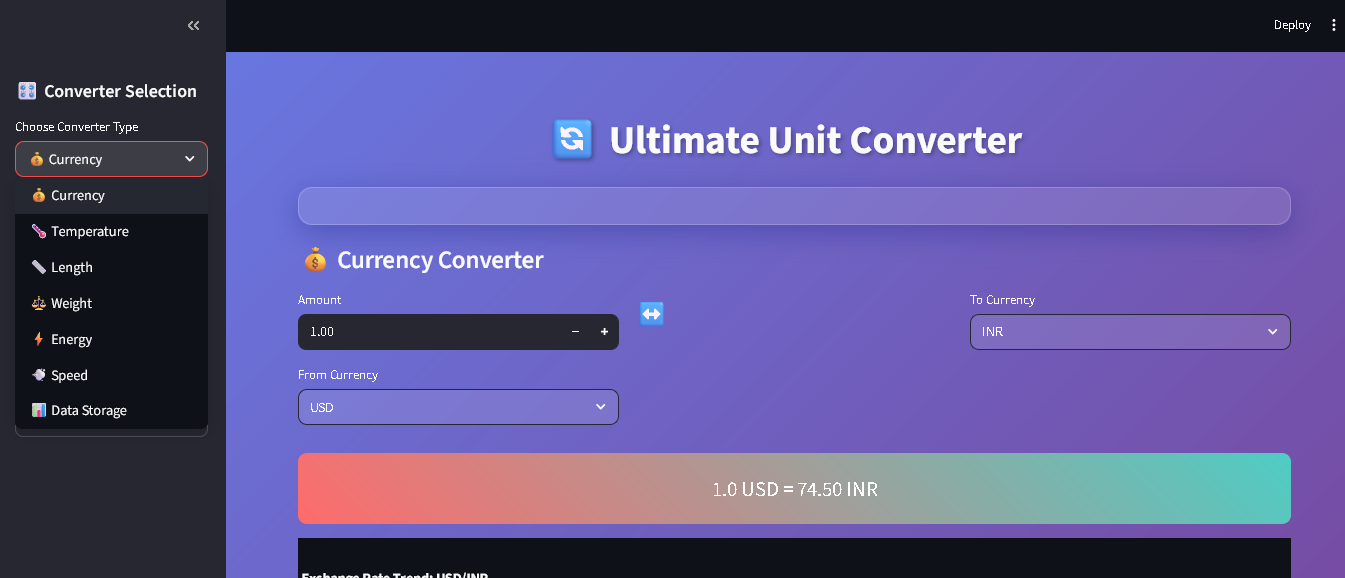 Deploy
Converter Selection
Choose Converter Type
Currency
Currency
Temperature
Length
Weight
Energy
Speed
Data Storage
Ultimate Unit Converter
Currency Converter
Amount
1.00
From Currency
USD
To Currency
INR
1.0 USD = 74.50 INR
Exchange Rate Trend: USD/INR